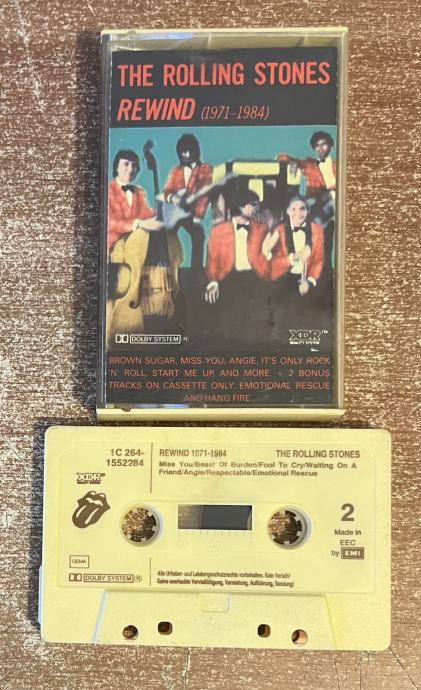 THE ROLLING STONES
REWIND (1971-1984)
DOLBY SYSTEM
XDR™
BROWN SUGAR, MISS YOU, ANGIE, IT'S ONLY ROCK
'N' ROLL, START ME UP, AND MORE. + 2 BONUS
TRACKS ON CASSETTE ONLY, EMOTIONAL RESCUE
AND HANG FIRE
1C 264-
1552284
XDR
REWIND 1971-1984
THE ROLLING STONES
Miss You/Beast Of Burden/Fool To Cry/Waiting On A
Friend/Angie/Respectable/Emotional Rescue
2
Made in
EEC
by EMI
100 50 0
GEMA
DOLBY SYSTEM
Alle Urheber- und Leistungsschutzrechte vorbehalten. Kein Verleih!
Keine unerlaubte Vervielfältigung, Vermietung, Aufführung, Sendung!